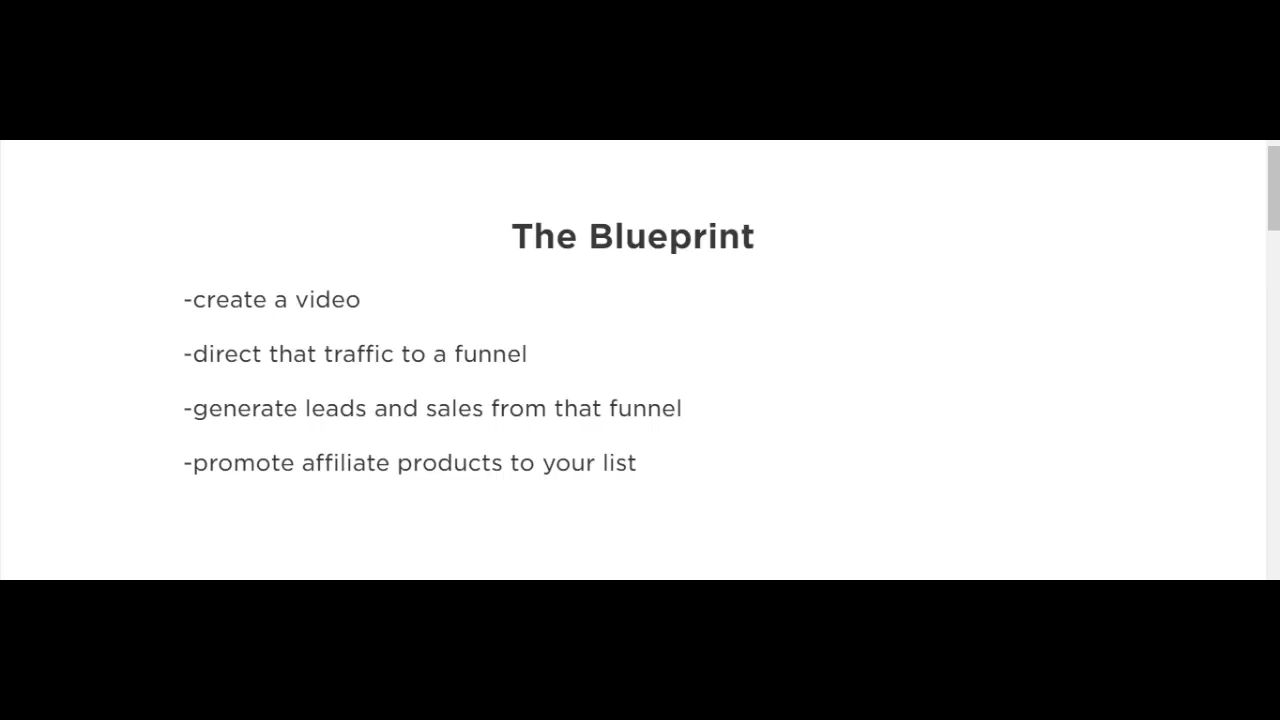 The Blueprint
-create a video
-direct that traffic to a funnel
-generate leads and sales from that funnel
-promote affiliate products to your list